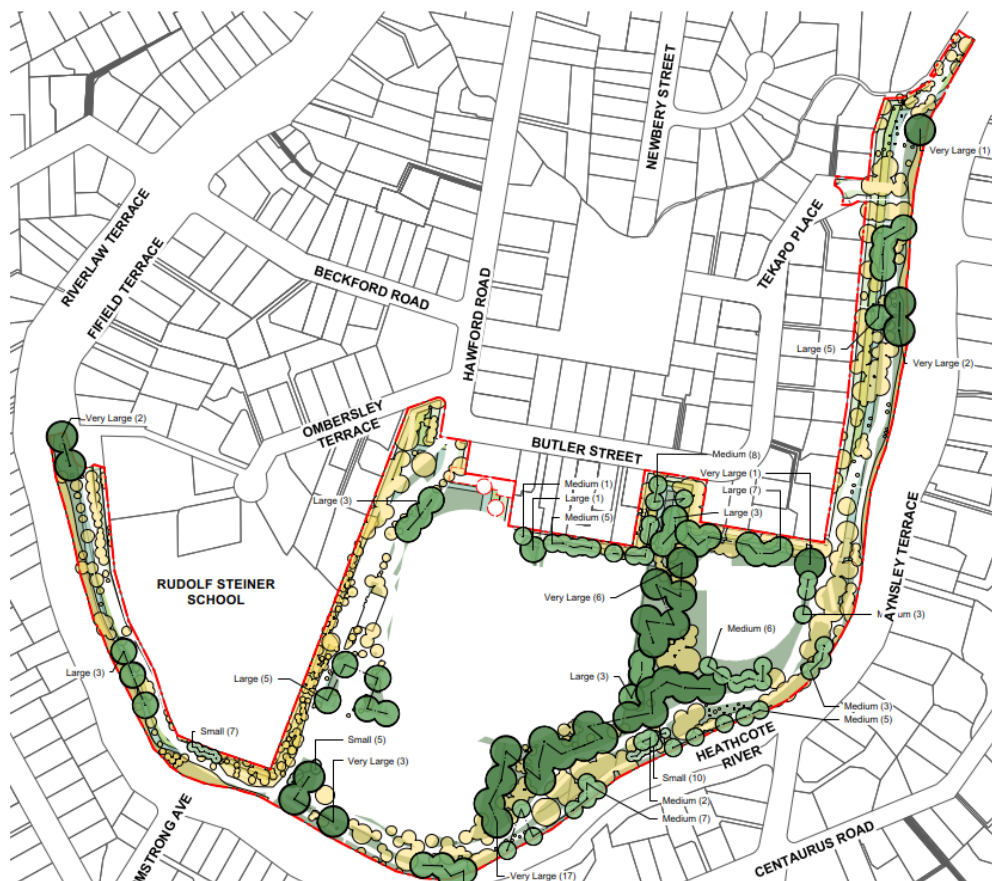 NEWBERY STREET
Very Large (1)
RIVERLAW TERRACE
FIFIELD TERRACE
BECKFORD ROAD
HAWFORD ROAD
TEKAPO PLACE
Large (5)
Very Large (2)
Very Large (2)
OMBERSLEY
TERRACE
BUTLER STREET
Medium (8)
Very Large (1)
Medium (1)
Large (7)
Large (3)
Large (1)
Large (3)
Medium (5)
AYNSLEY TERRACE
RUDOLF STEINER
SCHOOL
Very Large (6)
Medium (3)
Medium (6)
Large (3)
Large (5)
Large (3)
Medium (3)
Medium (5)
Small (7)
Small (5)
HEATHCOTE
RIVER
Very Large (3)
Small (10)
Medium (2)
Medium (7)
MSTRONG AVE
CENTAURUS ROAD
Very Large (17)